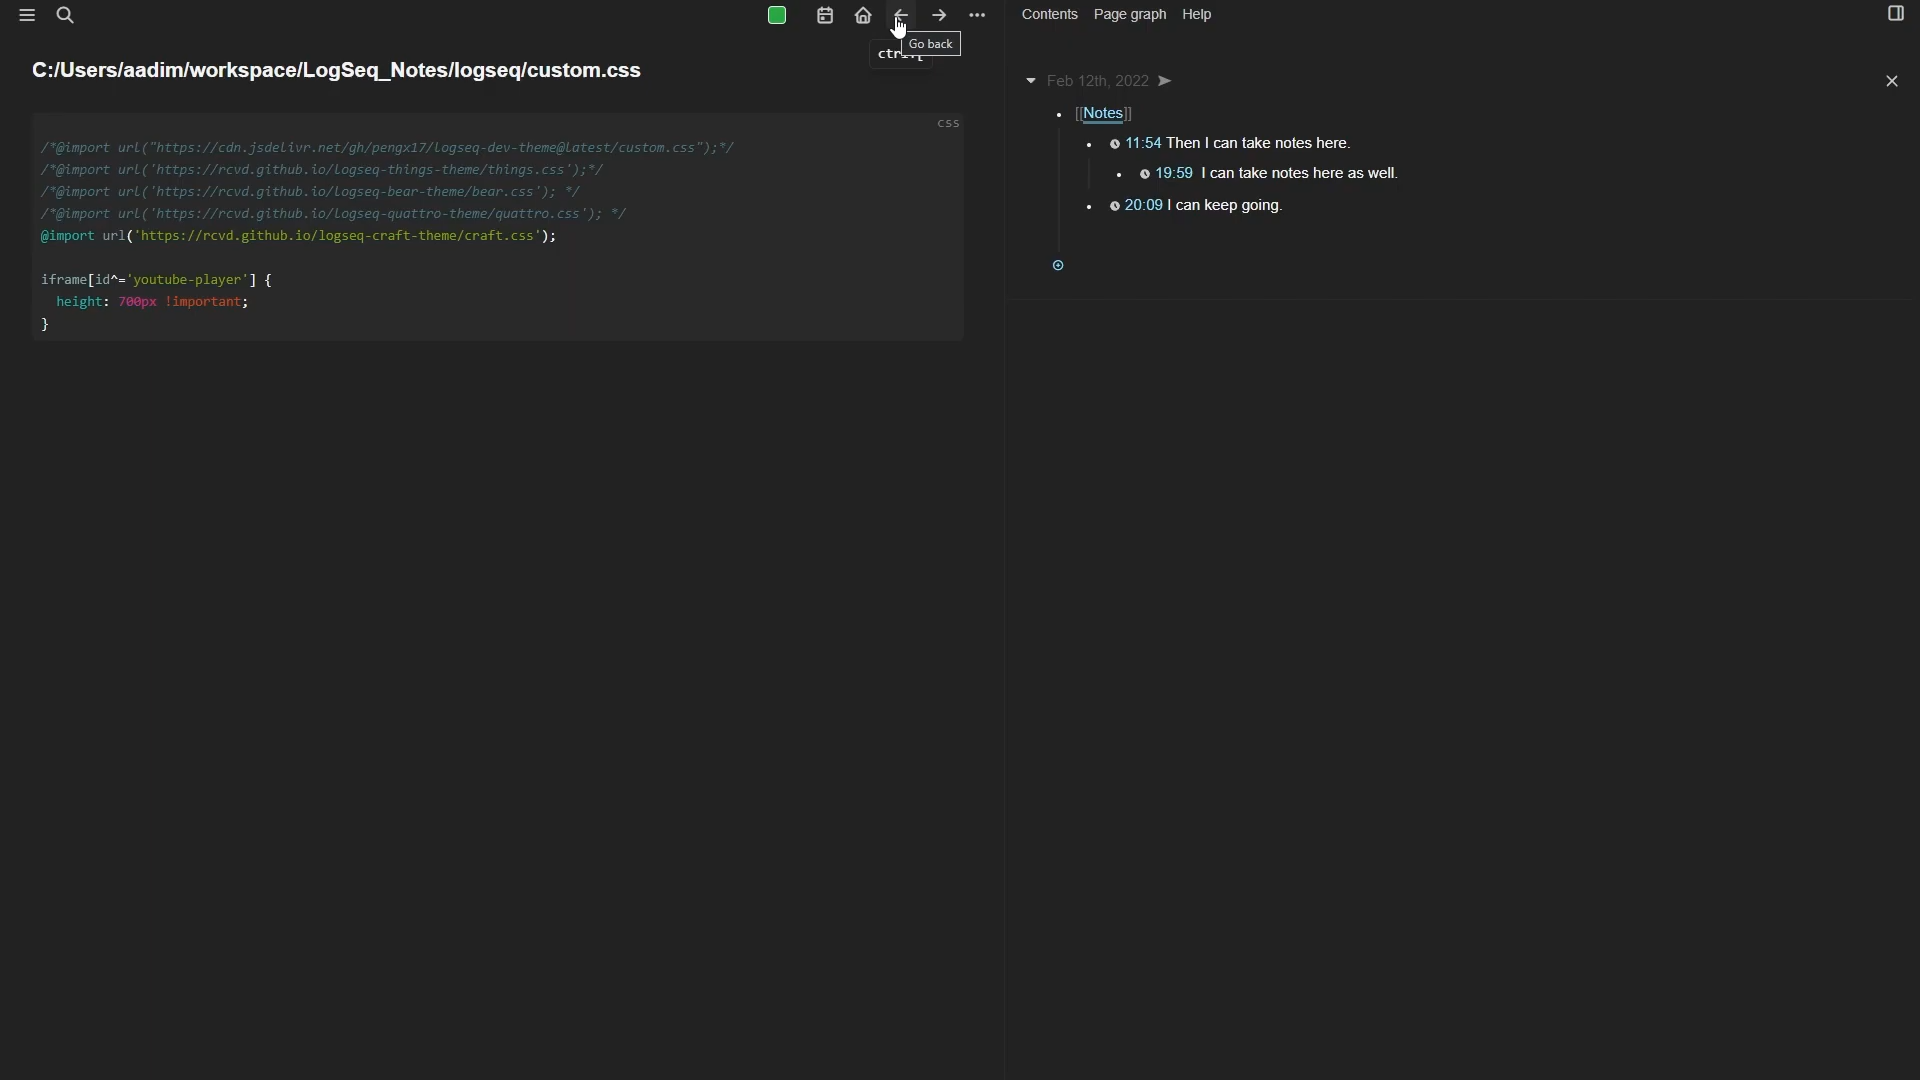 Contents Page graph Help
Go back
C:/Users/aadim/workspace/LogSeq_Notes/logseq/custom.css
css
/*@import url("https://cdn.jsdelivr.net/gh/pengx17/logseq-dev-theme@latest/custom.css");*/
/*@import url('https://rcvd.github.io/logseq-things-theme/things.css');*/
/*@import url('https://rcvd.github.io/logseq-bear-theme/bear.css'); */
/*@import url('https://rcvd.github.io/logseq-quattro-theme/quattro.css'); */
@import url('https://rcvd.github.io/logseq-craft-theme/craft.css');
iframe[id^='youtube-player'] {
height: 700px !important;
}
Feb 12th, 2022
[[Notes]]
11:54 Then I can take notes here.
19:59 I can take notes here as well.
20:09 I can keep going.